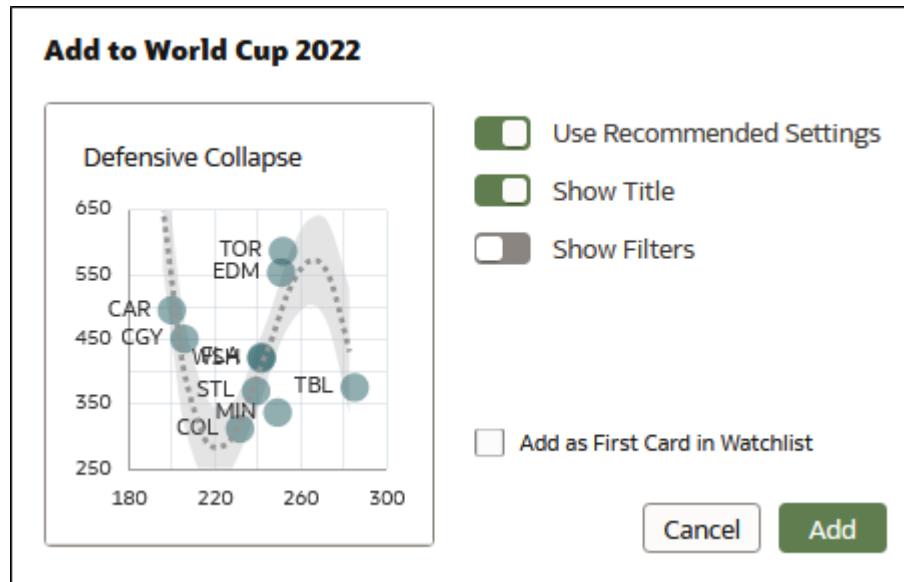 Add to World Cup 2022
Defensive Collapse
650
550
450
350
250
180 220 260 300
TOR
EDM
CAR
CGY
WSH
FLA
STL
TBL
MIN
COL
Use Recommended Settings
Show Title
Show Filters
Add as First Card in Watchlist
Cancel
Add